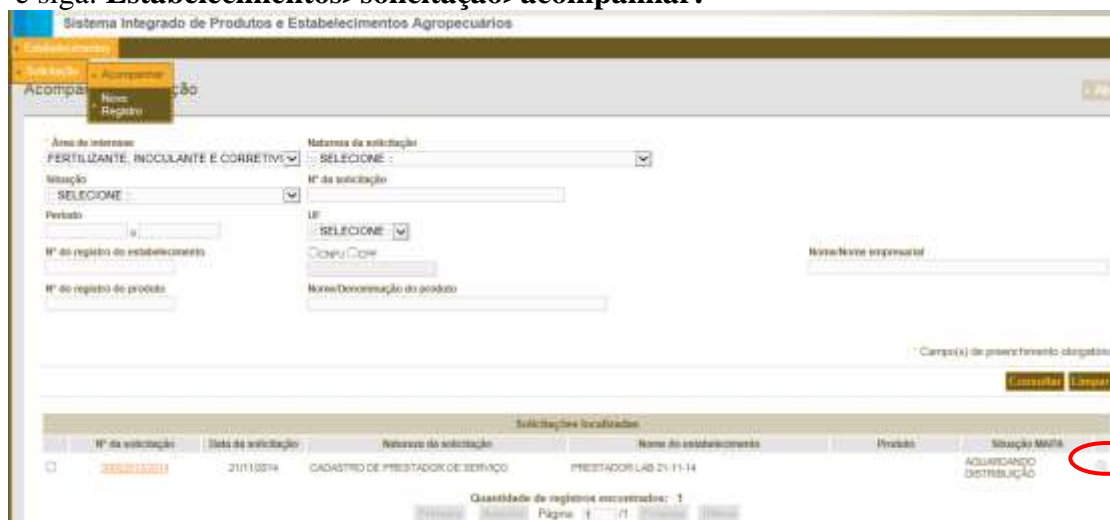 e siga: Estabelecimentos>solicitação>acompanhar:
Sistema Integrado de Produtos e Estabelecimentos Agropecuários
Estabelecimento
Solicitação Acompanhar
Novo
Registro
* Área de interesse Natureza da solicitação
FERTILIZANTE, INOCULANTE E CORRETIV :: SELECIONE ::
Situação Nº da solicitação
:: SELECIONE ::
Período UF
a :: SELECIONE ::
Nº do registro do estabelecimento CNPJ CPF Nome/Nome empresarial
Nº do registro do produto Nome/Denominação do produto
* Campo(s) de preenchimento
Consultar Limpar
Solicitações localizadas
Nº da solicitação Data da solicitação Natureza da solicitação Nome do estabelecimento Produto Situação MAPA
21/11/2014 CADASTRO DE PRESTADOR DE SERVIÇO PRESTADOR LAB 21-11-14 AGUARDANDO
DISTRIBUIÇÃO
Quantidade de registros encontrados: 1
Página 1 /1